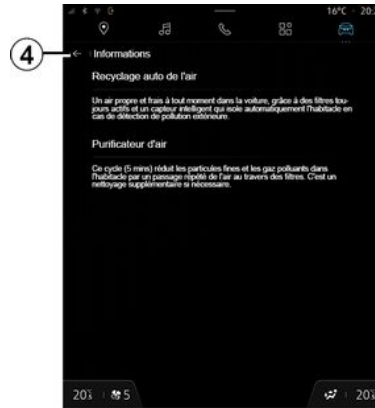 16°C 20:
4
Informations
Recyclage auto de l'air
Un air propre et frais à tout moment dans la voiture, grâce à des filtres tou-
jours actifs et un capteur intelligent qui isole automatiquement l'habitacle en
cas de détection de pollution extérieure.
Purificateur d'air
Ce cycle (5 mins) réduit les particules fines et les gaz polluants dans
l'habitacle par un passage répété de l'air au travers des filtres. C'est un
nettoyage supplémentaire si nécessaire.
20 5 20